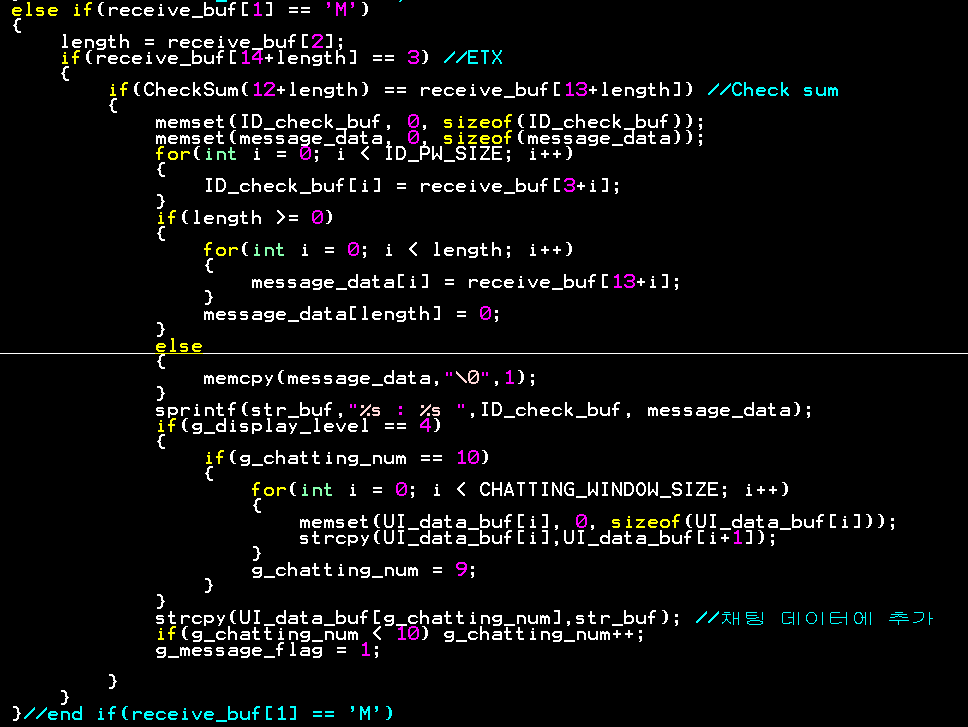 else if(receive_buf[1] == 'M')
{
    length = receive_buf[2];
    if(receive_buf[14+length] == 3) //ETX
    {
        if(CheckSum(12+length) == receive_buf[13+length]) //Check sum
        {
            memset(ID_check_buf, 0, sizeof(ID_check_buf));
            memset(message_data, 0, sizeof(message_data));
            for(int i = 0; i < ID_PW_SIZE; i++)
            {
                ID_check_buf[i] = receive_buf[3+i];
            }
            if(length >= 0)
            {
                for(int i = 0; i < length; i++)
                {
                    message_data[i] = receive_buf[13+i];
                }
                message_data[length] = 0;
            }
            else
            {
                memcpy(message_data,"\0",1);
            }
            sprintf(str_buf,"%s : %s ",ID_check_buf, message_data);
            if(g_display_level == 4)
            {
                if(g_chatting_num == 10)
                {
                    for(int i = 0; i < CHATTING_WINDOW_SIZE; i++)
                    {
                        memset(UI_data_buf[i], 0, sizeof(UI_data_buf[i]));
                        strcpy(UI_data_buf[i],UI_data_buf[i+1]);
                    }
                    g_chatting_num = 9;
                }
            }
            strcpy(UI_data_buf[g_chatting_num],str_buf); //채팅 데이터에 추가
            if(g_chatting_num < 10) g_chatting_num++;
            g_message_flag = 1;
        }
    }
}//end if(receive_buf[1] == 'M')